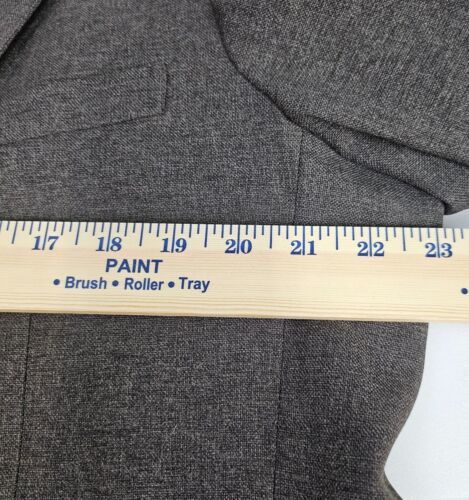 17 18 19 20 21 22 23
PAINT
• Brush • Roller • Tray